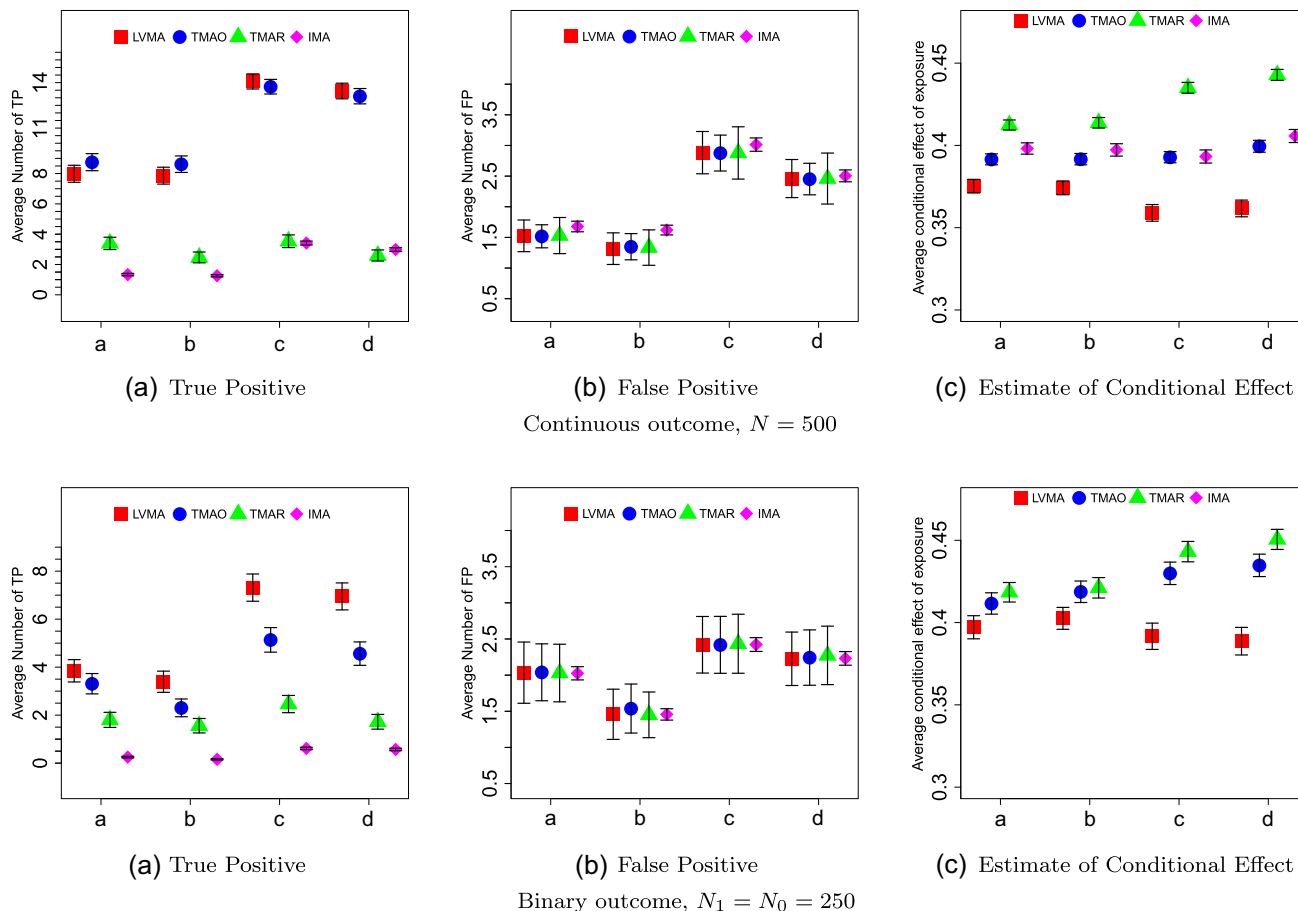 LVMA TMAO TMAR IMA
Average Number of TP
0 2 4 6 8 11 14
a b c d
(a) True Positive
LVMA TMAO TMAR IMA
Average Number of FP
0.5 1.5 2.5 3.5
a b c d
(b) False Positive
LVMA TMAO TMAR IMA
Average conditional effect of exposure
0.3 0.35 0.4 0.45
a b c d
(c) Estimate of Conditional Effect
Continuous outcome, N = 500
LVMA TMAO TMAR IMA
Average Number of TP
0 2 4 6 8
a b c d
(a) True Positive
LVMA TMAO TMAR IMA
Average Number of FP
0.5 1.5 2.5 3.5
a b c d
(b) False Positive
LVMA TMAO TMAR IMA
Average conditional effect of exposure
0.3 0.35 0.4 0.45
a b c d
(c) Estimate of Conditional Effect
Binary outcome, N₁ = N₀ = 250